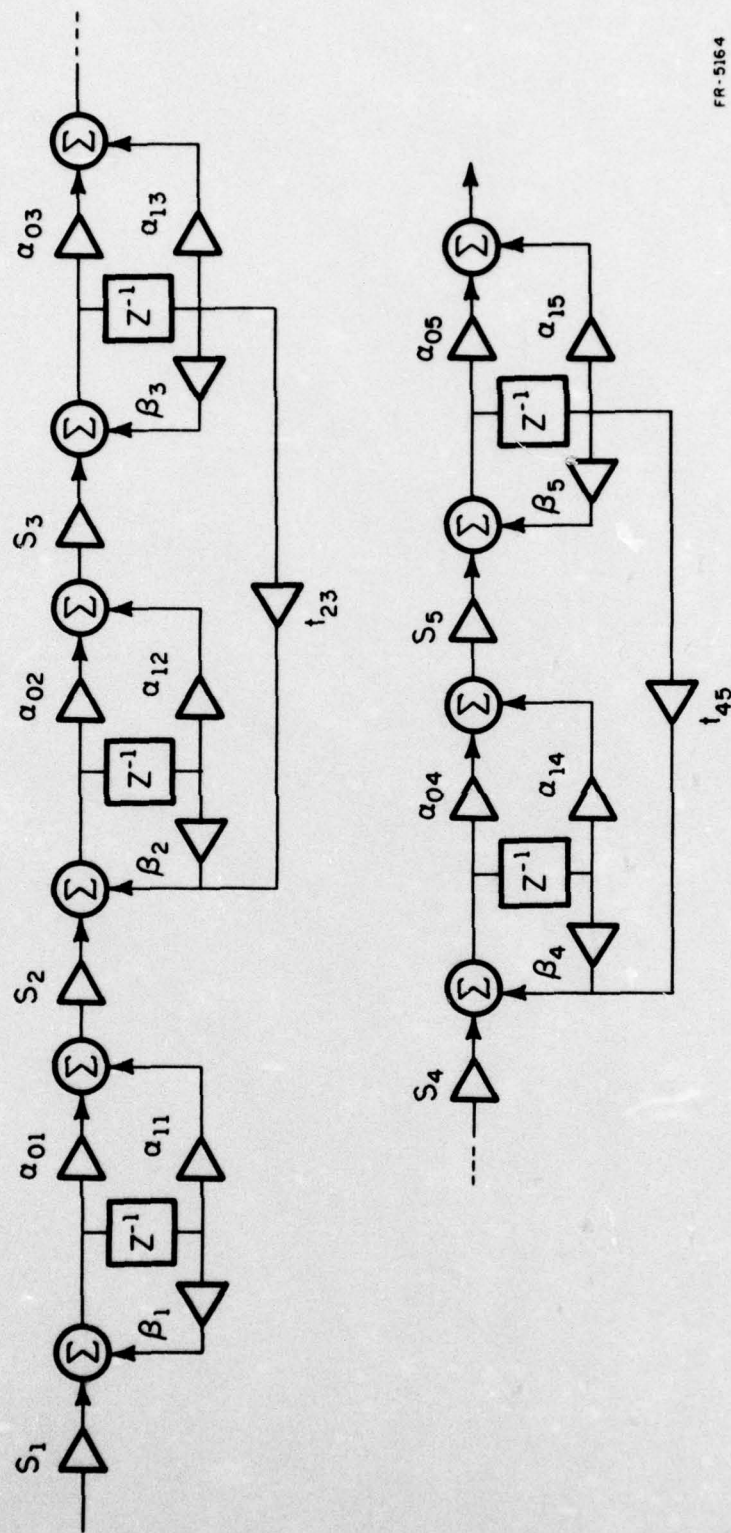 S₁ α₀₁ S₂ α₀₂ S₃ α₀₃
Σ Σ Σ Σ Σ Σ
Z⁻¹ Z⁻¹ Z⁻¹
β₁ α₁₁ β₂ α₁₂ β₃ α₁₃
t₂₃
S₄ α₀₄ S₅ α₀₅
Σ Σ Σ Σ
Z⁻¹ Z⁻¹
β₄ α₁₄ β₅ α₁₅
t₄₅
FR-5164